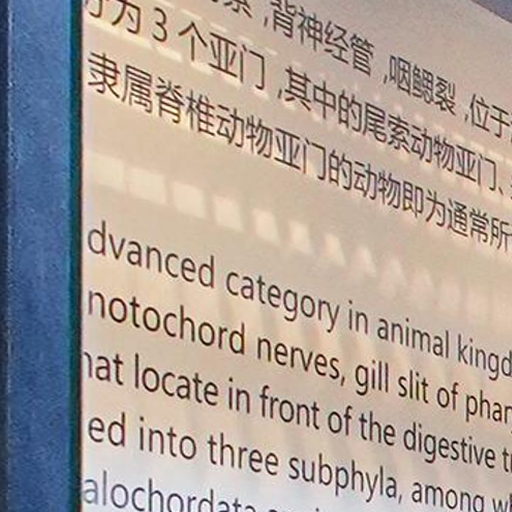 ,背神经管 ,咽鳃裂 ,位于
为 3 个亚门 ,其中的尾索动物亚门、
隶属脊椎动物亚门的动物即为通常所
dvanced category in animal kingd
notochord nerves, gill slit of phar
hat locate in front of the digestive t
ed into three subphyla, among wh
alochordata